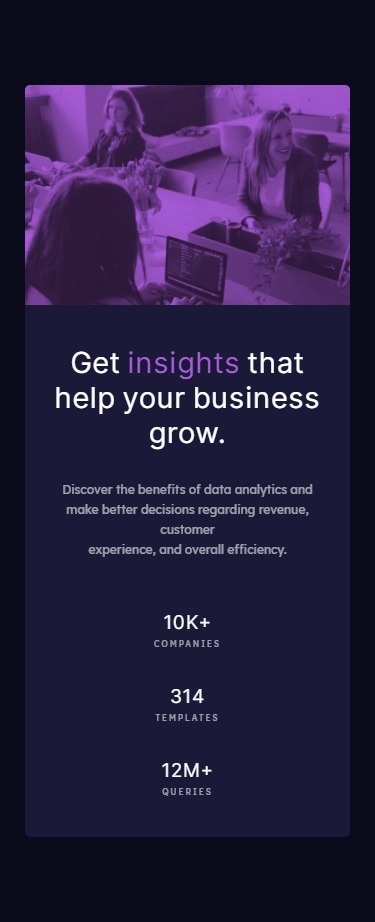 Get insights that
help your business
grow.
Discover the benefits of data analytics and
make better decisions regarding revenue,
customer
experience, and overall efficiency.
10K+
COMPANIES
314
TEMPLATES
12M+
QUERIES